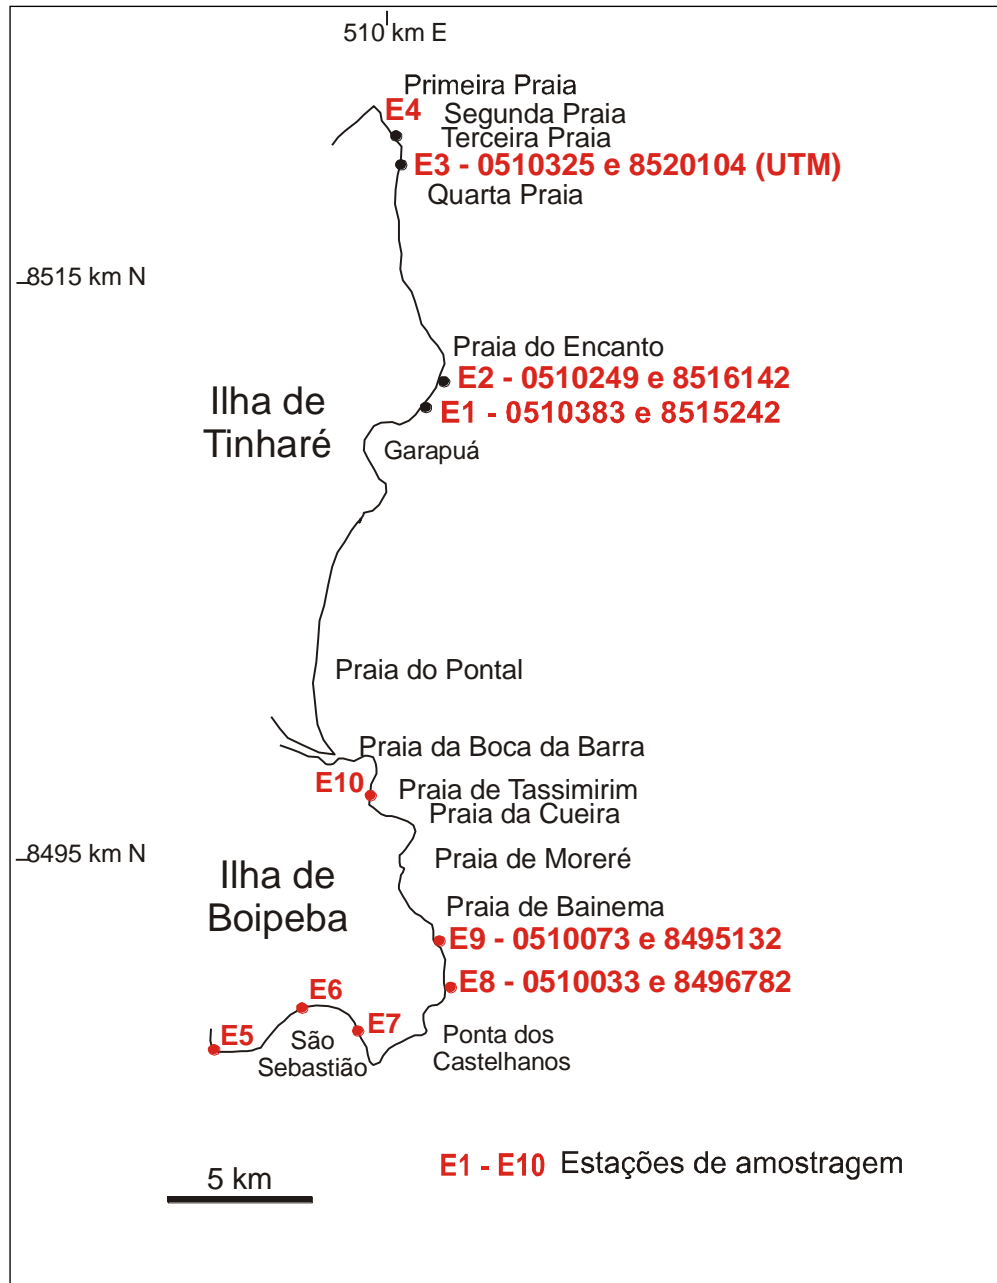 510 km E
Primeira Praia
E4
Segunda Praia
Terceira Praia
E3 - 0510325 e 8520104 (UTM)
Quarta Praia
8515 km N
Praia do Encanto
E2 - 0510249 e 8516142
Ilha de
Tinharé
E1 - 0510383 e 8515242
Garapuá
Praia do Pontal
Praia da Boca da Barra
E10
Praia de Tassimirim
Praia da Cueira
8495 km N
Praia de Moreré
Ilha de
Boipeba
Praia de Bainema
E9 - 0510073 e 8495132
E8 - 0510033 e 8496782
E6
E7
E5
São
Sebastião
Ponta dos
Castelhanos
5 km
E1 - E10 Estações de amostragem